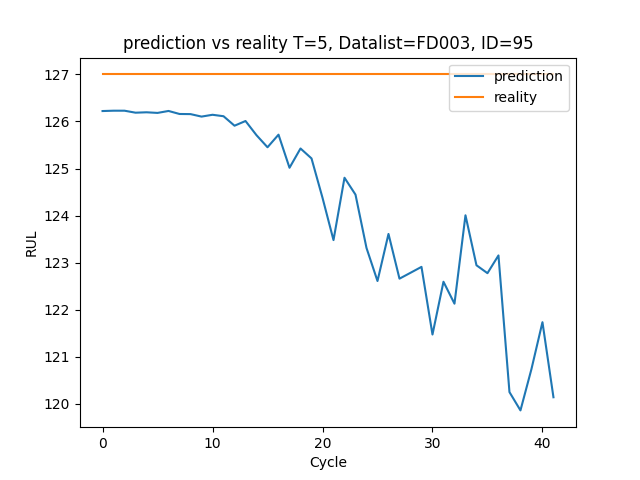 prediction vs reality T=5, Datalist=FD003, ID=95
127
126
125
124
123
122
121
120
RUL
0
10
20
30
40
Cycle
prediction
reality